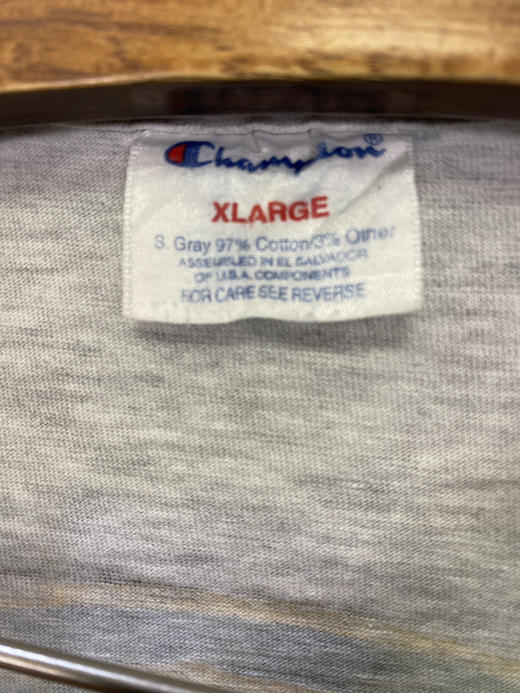 Champion®
XLARGE
S. Gray 97% Cotton/3% Other
ASSEMBLED IN EL SALVADOR
OF U.S.A. COMPONENTS
FOR CARE SEE REVERSE